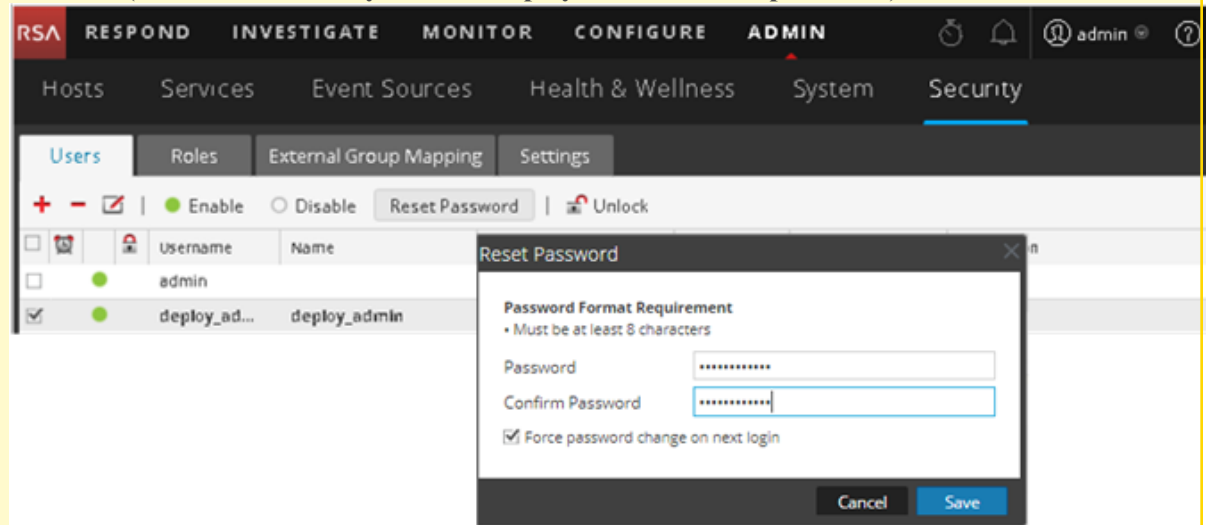 RSA RESPOND INVESTIGATE MONITOR CONFIGURE ADMIN admin ?
Hosts Services Event Sources Health & Wellness System Security
Users Roles External Group Mapping Settings
Enable Disable Reset Password Unlock
Username Name
Reset Password
admin
deploy_ad... deploy_admin
Password Format Requirement
• Must be at least 8 characters
Password ••••••••••••
Confirm Password ••••••••••••
Force password change on next login
Cancel Save